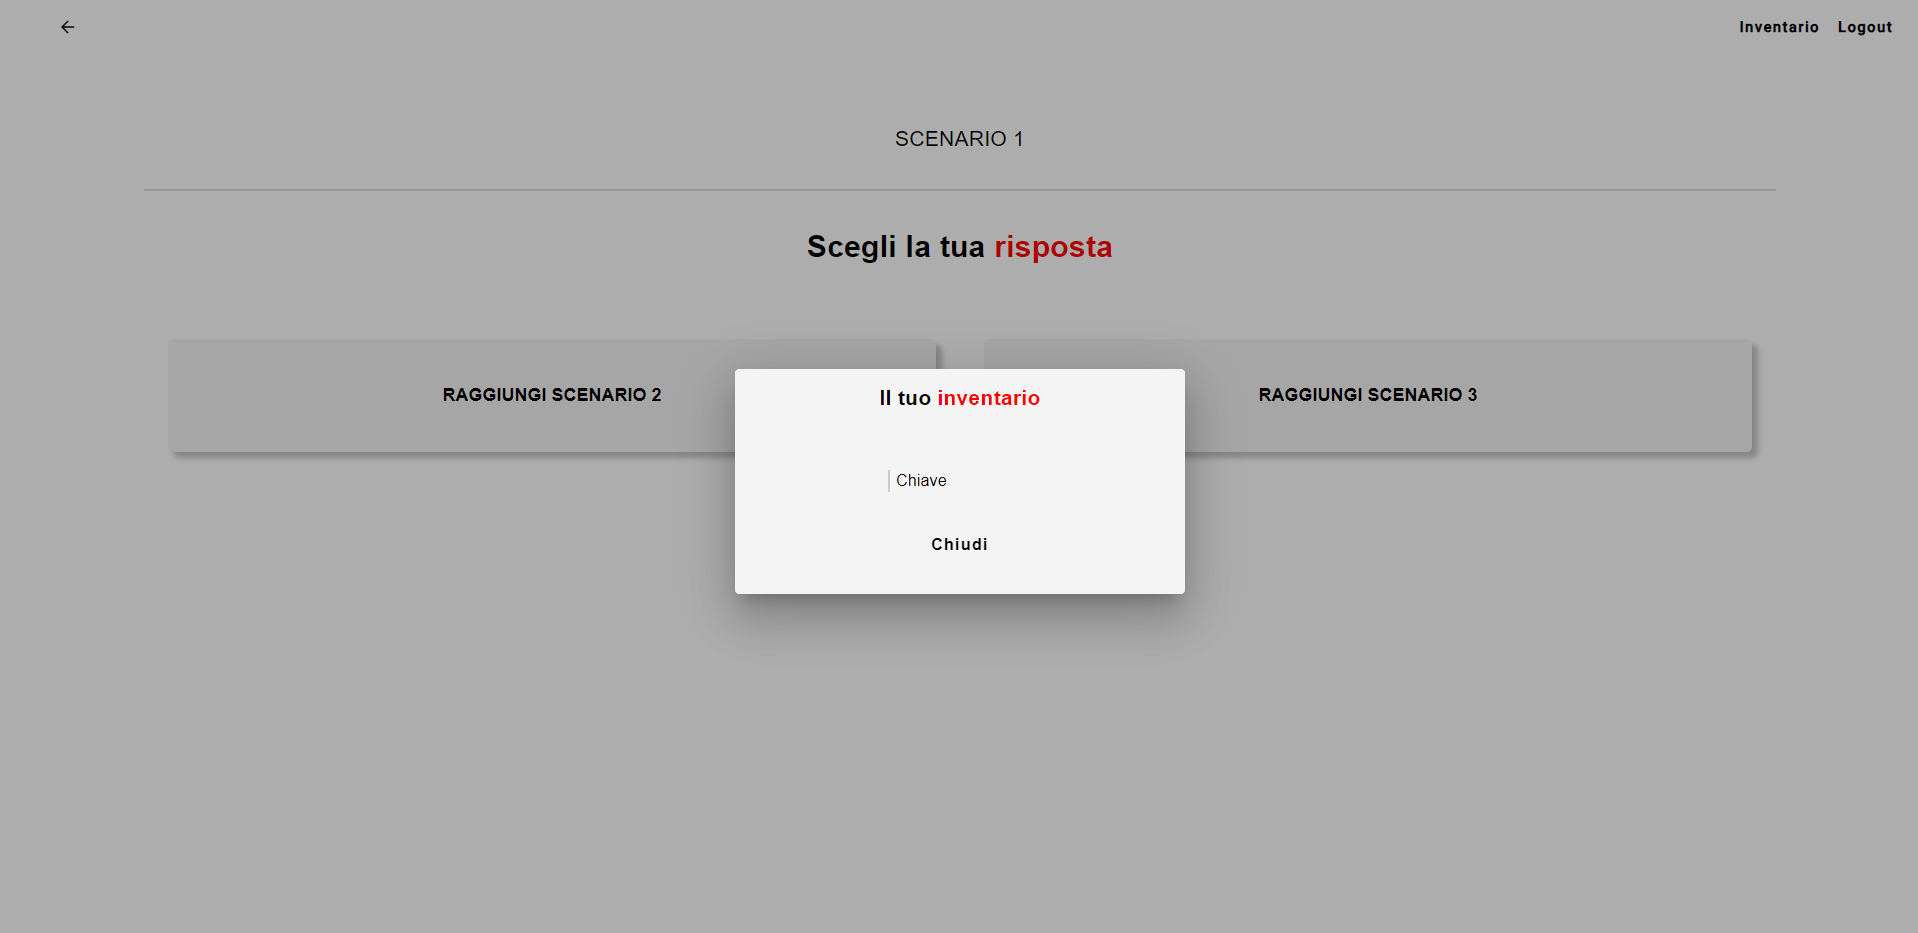 Inventario Logout
SCENARIO 1
Scegli la tua risposta
RAGGIUNGI SCENARIO 2
RAGGIUNGI SCENARIO 3
Il tuo inventario
Chiave
Chiudi